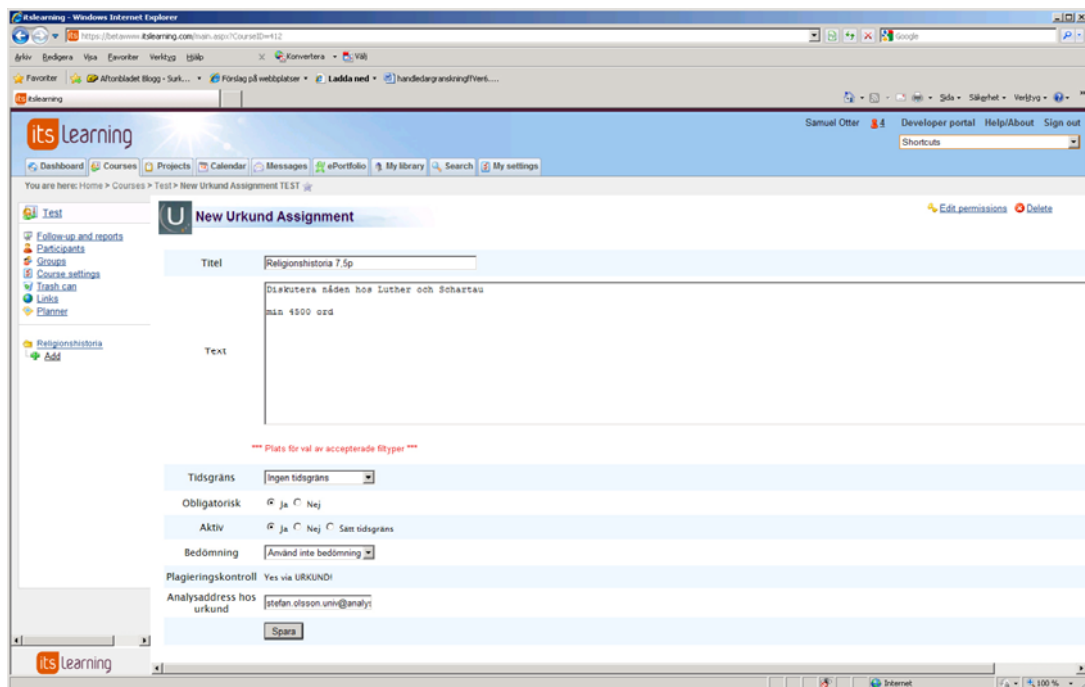 itslearning - Windows Internet Explorer
https://betawww.itslearning.com/main.aspx?CourseID=412
Google
Arkiv Redigera Visa Favoriter Verktyg Hjälp
Konvertera Välj
Favoriter Aftonbladet Blogg - Surk... Förslag på webbplatser Ladda ned handledargranskningffVer6....
itslearning
Sida Säkerhet Verktyg
its learning
Samuel Otter 4 Developer portal Help/About Sign out
Shortcuts
Dashboard Courses Projects Calendar Messages ePortfolio My library Search My settings
You are here: Home > Courses > Test > New Urkund Assignment TEST
Test
Follow-up and reports
Participants
Groups
Course settings
Trash can
Links
Planner
Religionshistoria
Add
U New Urkund Assignment
Edit permissions Delete
Titel Religionshistoria 7,5p
Text
Diskutera nåden hos Luther och Schartau
min 4500 ord
*** Plats för val av accepterade filtyper ***
Tidsgräns Ingen tidsgräns
Obligatorisk Ja Nej
Aktiv Ja Nej Sätt tidsgräns
Bedömning Använd inte bedömning
Plagieringskontroll Yes via URKUND!
Analysaddress hos urkund stefan.olsson.univ@analys
Spara
its learning
Internet 100 %